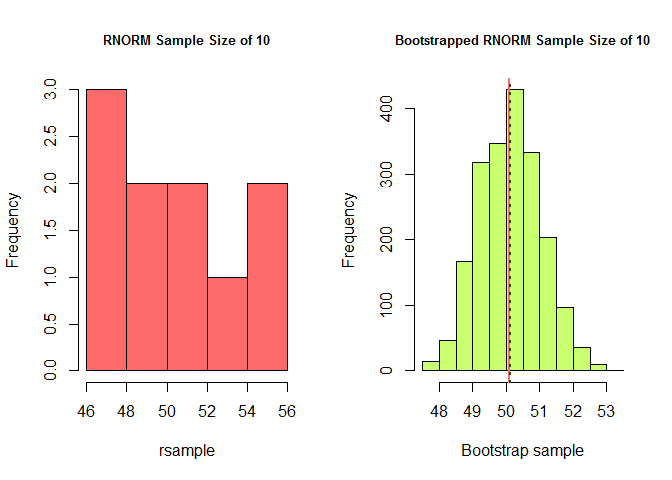 RNORM Sample Size of 10
Frequency
0.0 0.5 1.0 1.5 2.0 2.5 3.0
46 48 50 52 54 56
rsample
Bootstrapped RNORM Sample Size of 10
Frequency
0 100 200 300 400
48 49 50 51 52 53
Bootstrap sample